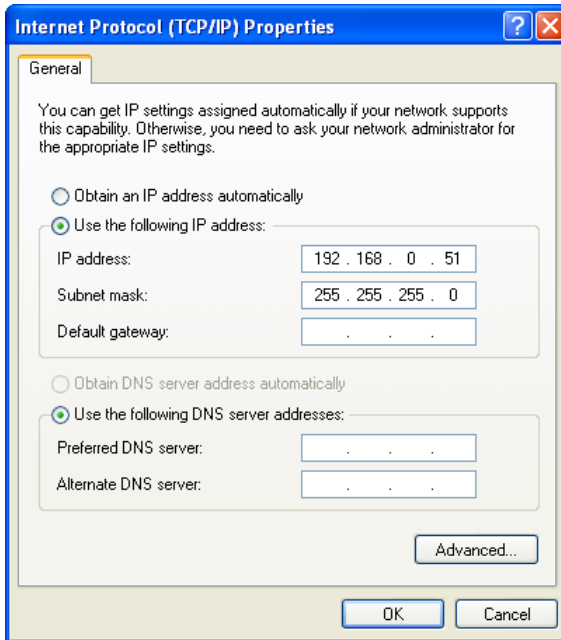 Internet Protocol (TCP/IP) Properties
General
You can get IP settings assigned automatically if your network supports
this capability. Otherwise, you need to ask your network administrator for
the appropriate IP settings.
Obtain an IP address automatically
Use the following IP address:
IP address: 192 . 168 . 0 . 51
Subnet mask: 255 . 255 . 255 . 0
Default gateway: . . .
Obtain DNS server address automatically
Use the following DNS server addresses:
Preferred DNS server: . . .
Alternate DNS server: . . .
Advanced...
OK Cancel